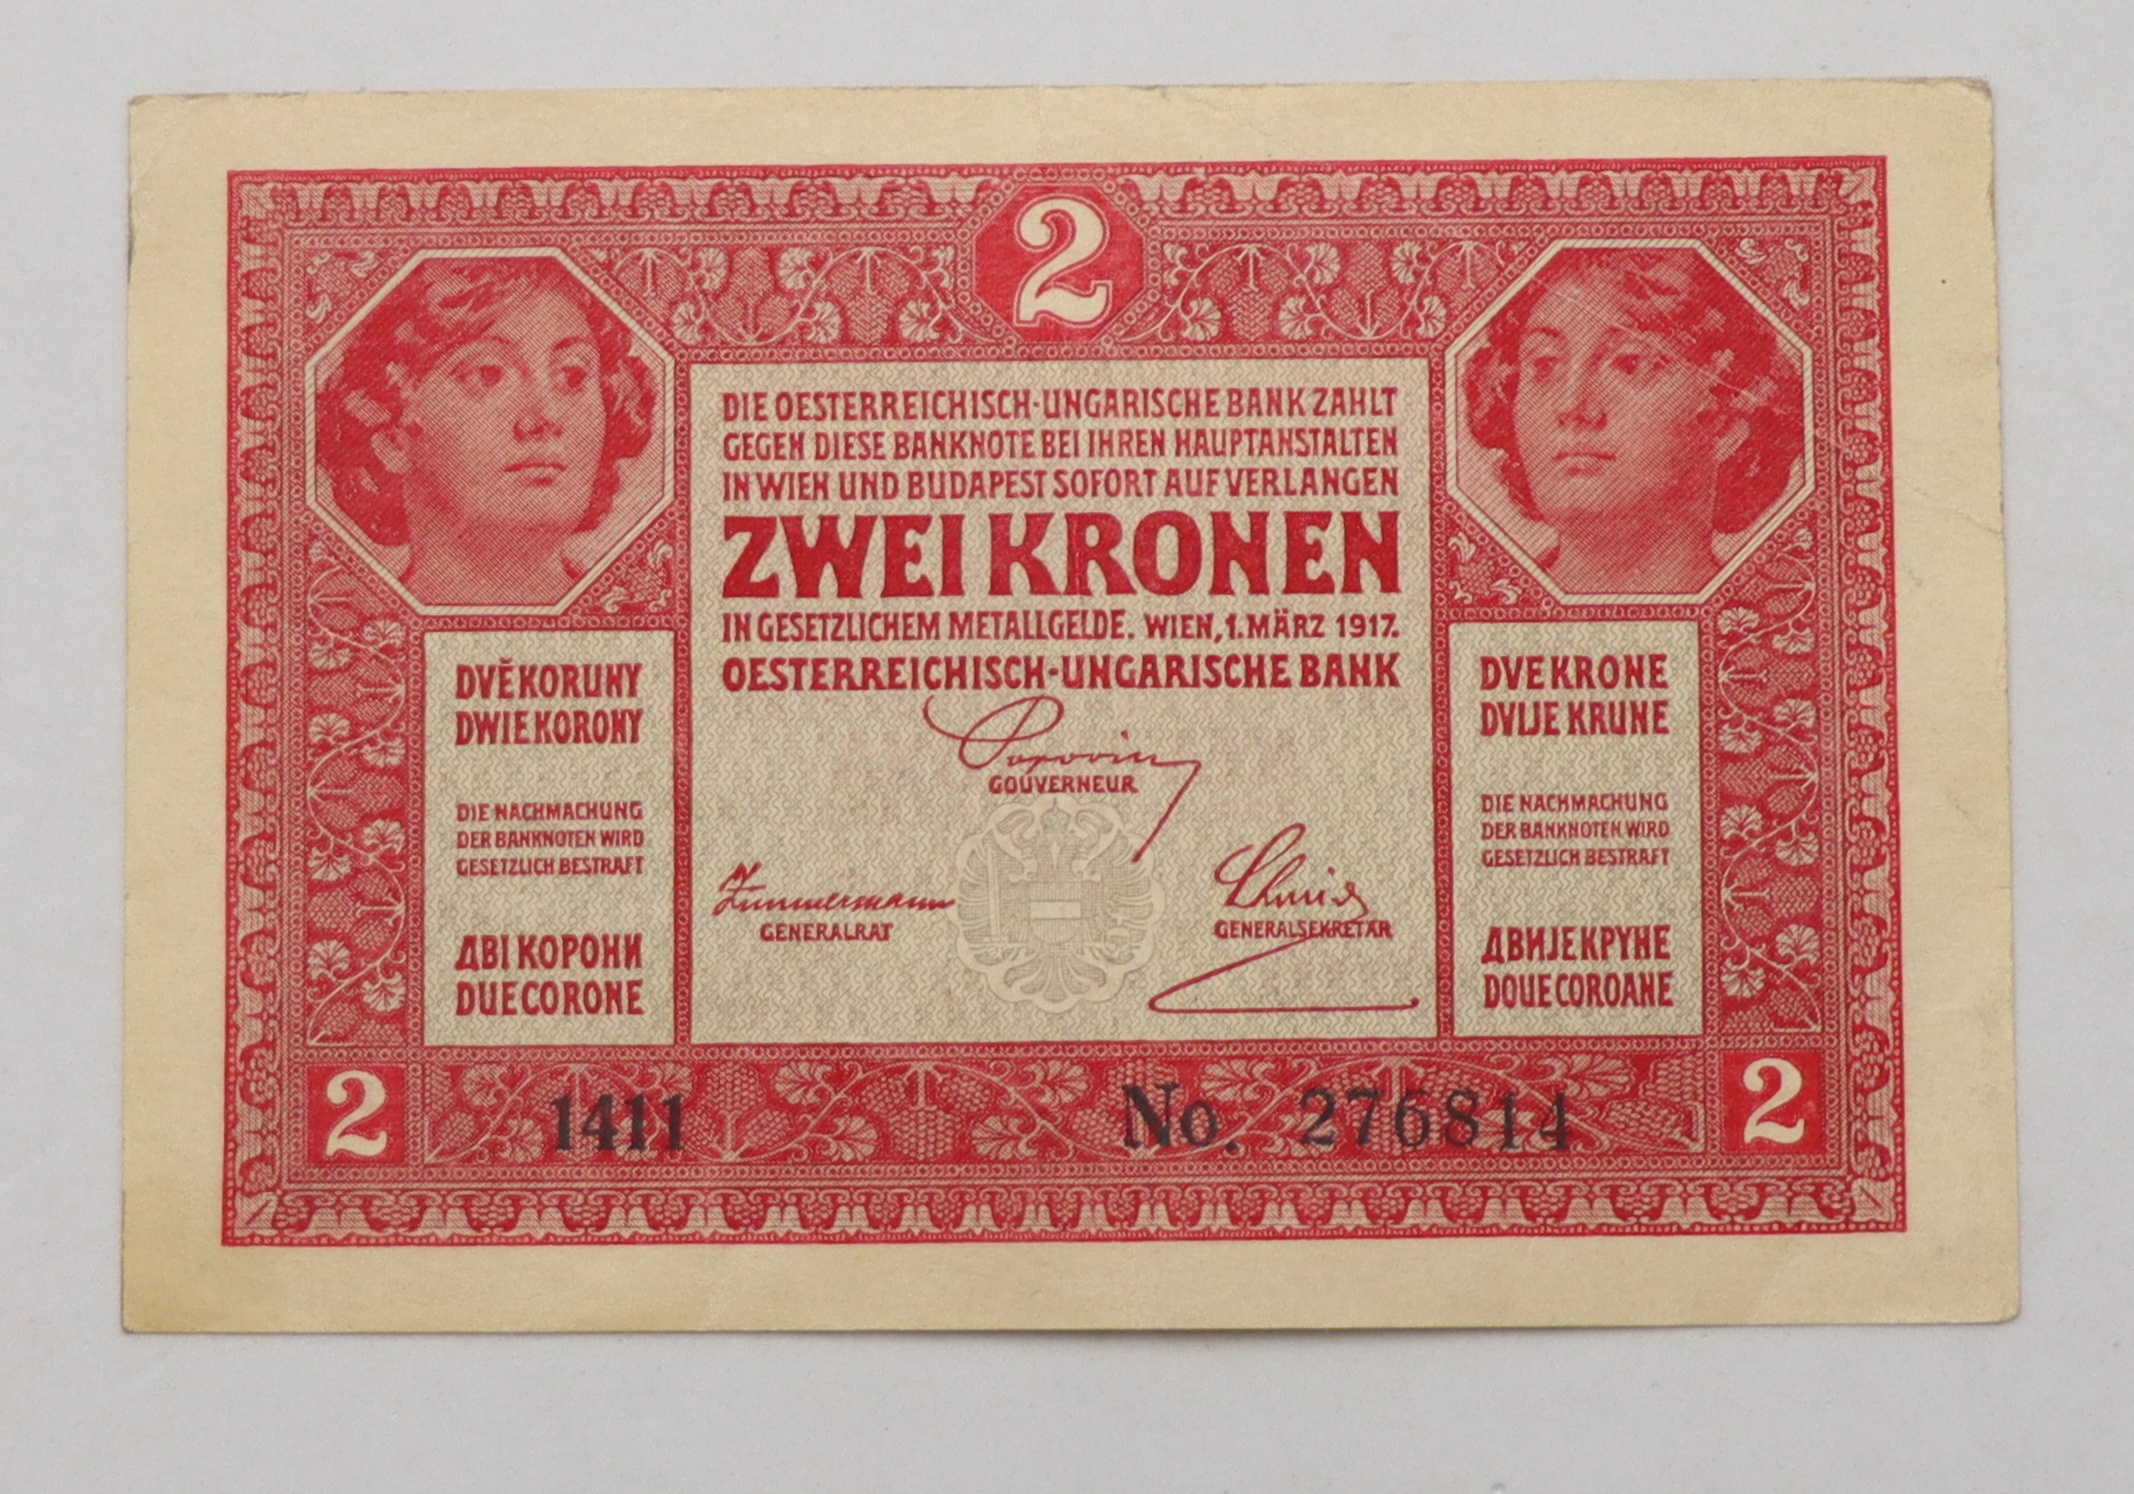 2
DIE OESTERREICHISCH-UNGARISCHE BANK ZAHLT
GEGEN DIESE BANKNOTE BEI IHREN HAUPTANSTALTEN
IN WIEN UND BUDAPEST SOFORT AUF VERLANGEN
ZWEI KRONEN
IN GESETZLICHEM METALLGELDE. WIEN, 1. MÄRZ 1917.
OESTERREICHISCH-UNGARISCHE BANK
Popovics
GOUVERNEUR
Zimmermann
GENERALRAT
Schmid
GENERALSEKRETÄR
DVĚ KORUNY
DWIE KORONY
DIE NACHMACHUNG
DER BANKNOTEN WIRD
GESETZLICH BESTRAFT
ДВІ КОРОНИ
DUE CORONE
DVE KRONE
DVIJE KRUNE
DIE NACHMACHUNG
DER BANKNOTEN WIRD
GESETZLICH BESTRAFT
ДВИЈЕ КРУНЕ
DOUE COROANE
2
1411
No. 276814
2